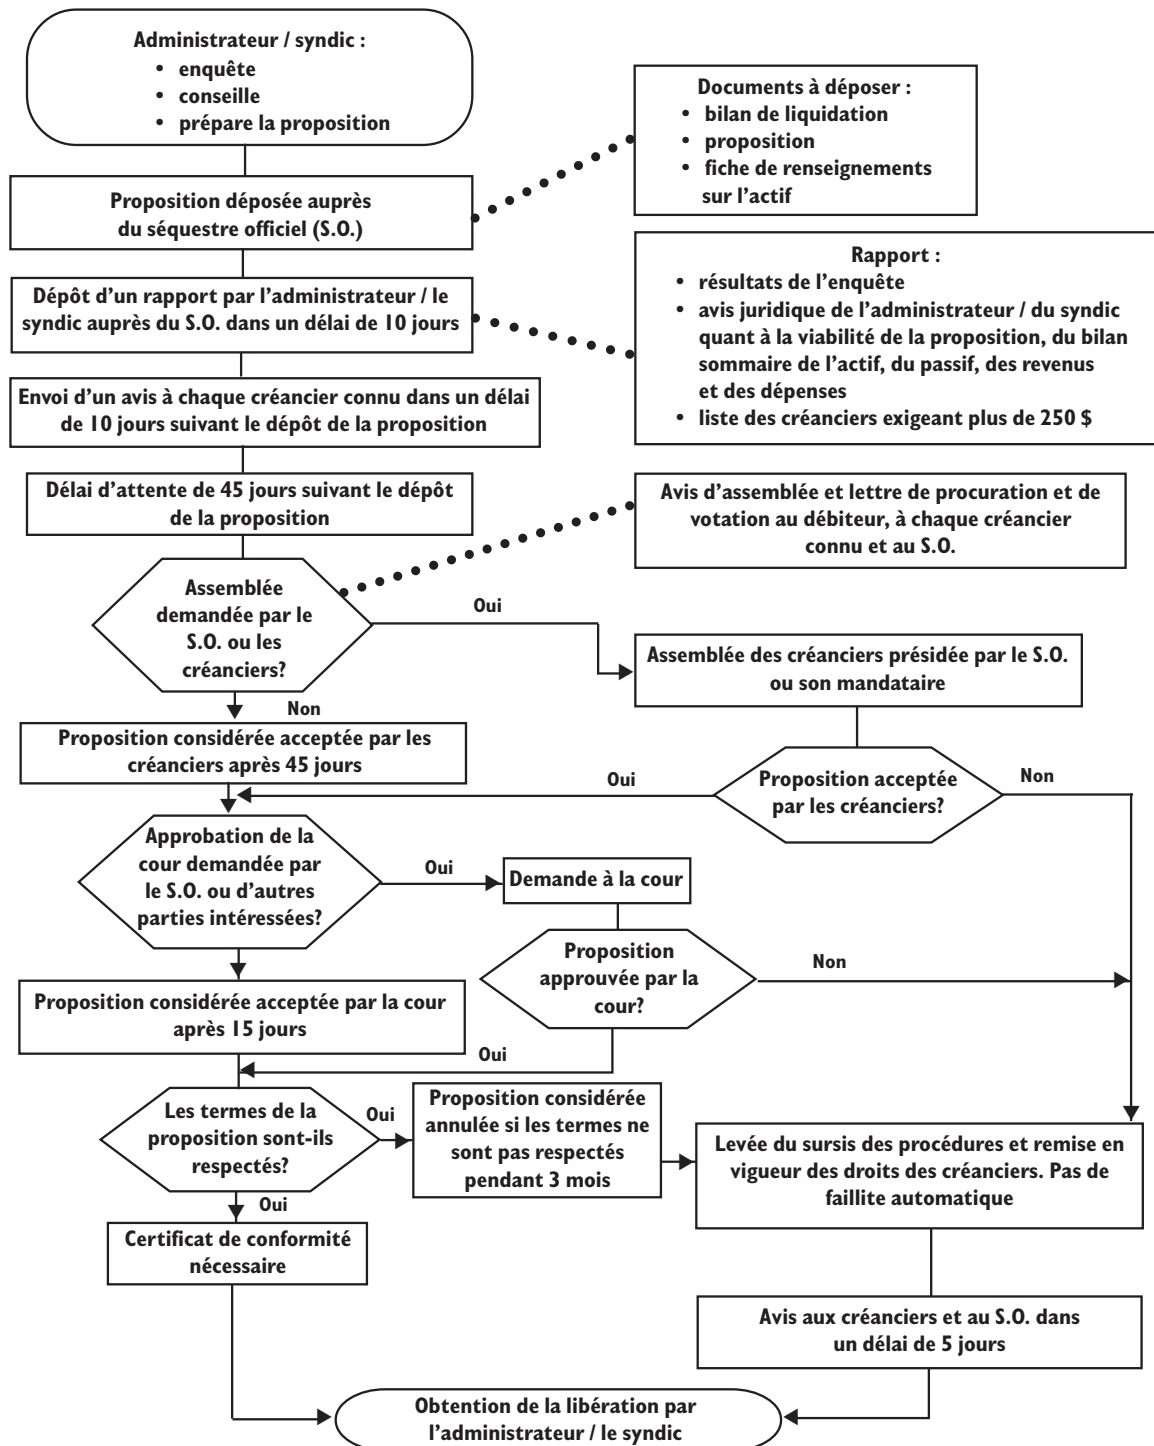 Administrateur / syndic :
• enquête
• conseille
• prépare la proposition
Documents à déposer :
• bilan de liquidation
• proposition
• fiche de renseignements
sur l’actif
Proposition déposée auprès
du séquestre officiel (S.O.)
Rapport :
• résultats de l’enquête
• avis juridique de l’administrateur / du syndic
quant à la viabilité de la proposition, du bilan
sommaire de l’actif, du passif, des revenus
et des dépenses
• liste des créanciers exigeant plus de 250 $
Dépôt d’un rapport par l’administrateur / le
syndic auprès du S.O. dans un délai de 10 jours
Envoi d’un avis à chaque créancier connu dans un délai
de 10 jours suivant le dépôt de la proposition
Délai d’attente de 45 jours suivant le dépôt
de la proposition
Avis d’assemblée et lettre de procuration et de
votation au débiteur, à chaque créancier
connu et au S.O.
Assemblée
demandée par le
S.O. ou les
créanciers?
Oui
Assemblée des créanciers présidée par le S.O.
ou son mandataire
Non
Proposition considérée acceptée par les
créanciers après 45 jours
Proposition acceptée
par les créanciers?
Oui
Non
Approbation de la
cour demandée par
le S.O. ou d’autres
parties intéressées?
Oui
Demande à la cour
Proposition
approuvée par la
cour?
Non
Proposition considérée acceptée par la cour
après 15 jours
Oui
Les termes de la
proposition sont-ils
respectés?
Oui
Proposition considérée
annulée si les termes ne
sont pas respectés
pendant 3 mois
Levée du sursis des procédures et remise en
vigueur des droits des créanciers. Pas de
faillite automatique
Oui
Certificat de conformité
nécessaire
Avis aux créanciers et au S.O. dans
un délai de 5 jours
Obtention de la libération par
l’administrateur / le syndic